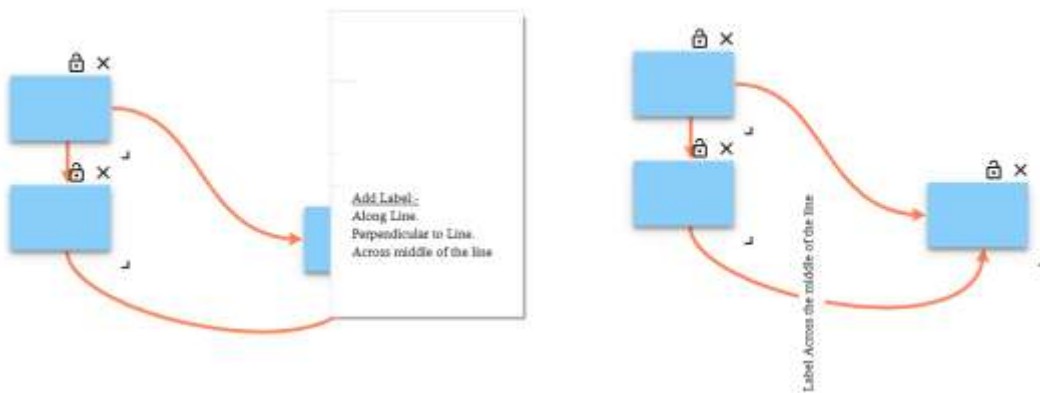 Add Label:-
Along Line.
Perpendicular to Line.
Across middle of the line
Label Across the middle of the line